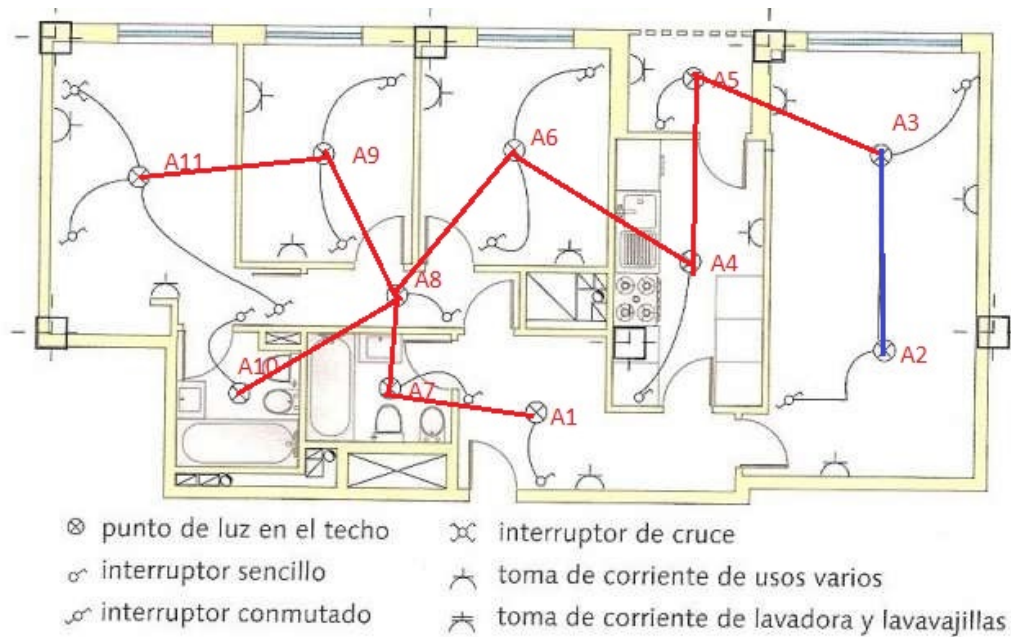 A5
A3
A6
A9
A11
A4
A8
A2
A10
A7
A1
punto de luz en el techo
interruptor de cruce
interruptor sencillo
toma de corriente de usos varios
interruptor conmutado
toma de corriente de lavadora y lavavajillas